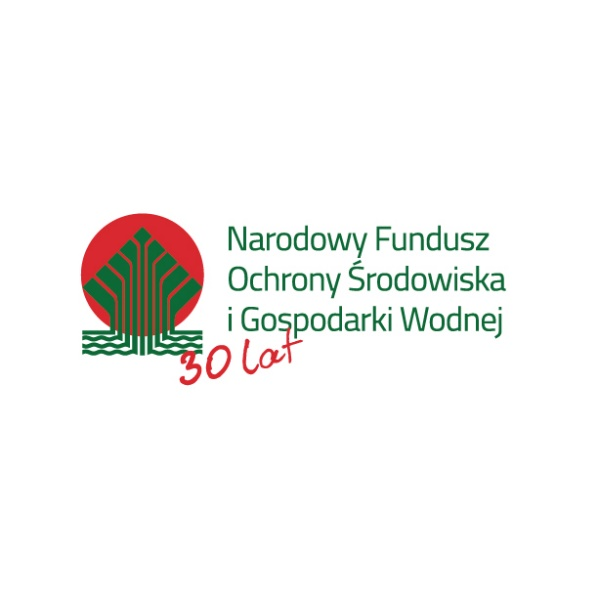 Narodowy Fundusz
Ochrony Środowiska
i Gospodarki Wodnej
30 lat